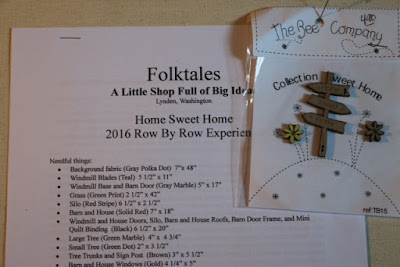 Folktales
A Little Shop Full of Big Idea
Lynden, Washington
Home Sweet Home
2016 Row By Row Experien
Needful things:
• Background fabric (Gray Polka Dot) 7"x 48"
• Windmill Blades (Teal) 5 1/2" x 11"
• Windmill Base and Barn Door (Gray Marble) 5" x 17"
• Grass (Green Print) 2 1/2" x 42"
• Silo (Red Stripe) 6 1/2" x 2 1/2"
• Barn and House (Solid Red) 7" x 18"
• Windmill and House Doors, Silo, Barn and House Roofs, Barn Door Frame, and Mini
Quilt Binding (Black) 6 1/2" x 20"
• Large Tree (Green Marble) 4" x 4 3/4"
• Small Tree (Green Dot) 2" x 3 1/2"
• Tree Trunks and Sign Post (Brown) 3" x 5 1/2"
• Barn and House Windows (Gold) 4 1/4" x 5"
The Bee Company
Collection Sweet Home
ref: TB15